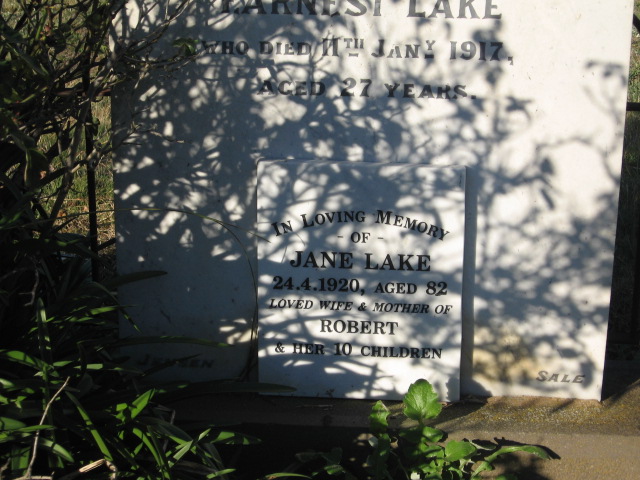 EARNEST LAKE
WHO DIED 11TH JANY 1917,
AGED 27 YEARS.
IN LOVING MEMORY
- OF -
JANE LAKE
24.4.1920, AGED 82
LOVED WIFE & MOTHER OF
ROBERT
& HER 10 CHILDREN
JANSEN
SALE